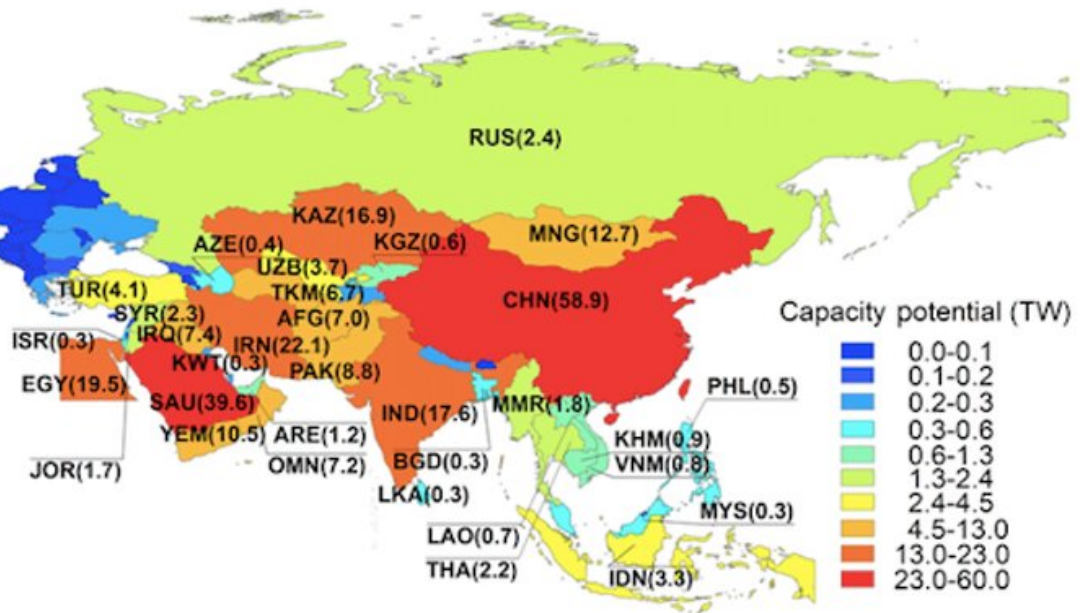 RUS(2.4)
KAZ(16.9)
MNG(12.7)
AZE(0.4)
KGZ(0.6)
UZB(3.7)
TUR(4.1)
TKM(6.7)
CHN(58.9)
SYR(2.3)
AFG(7.0)
ISR(0.3)
IRQ(7.4)
IRN(22.1)
KWT(0.3)
PAK(8.8)
EGY(19.5)
SAU(39.6)
IND(17.6)
MMR(1.8)
PHL(0.5)
YEM(10.5)
ARE(1.2)
KHM(0.9)
JOR(1.7)
OMN(7.2)
BGD(0.3)
VNM(0.8)
LKA(0.3)
MYS(0.3)
LAO(0.7)
THA(2.2)
IDN(3.3)
Capacity potential (TW)
0.0-0.1
0.1-0.2
0.2-0.3
0.3-0.6
0.6-1.3
1.3-2.4
2.4-4.5
4.5-13.0
13.0-23.0
23.0-60.0